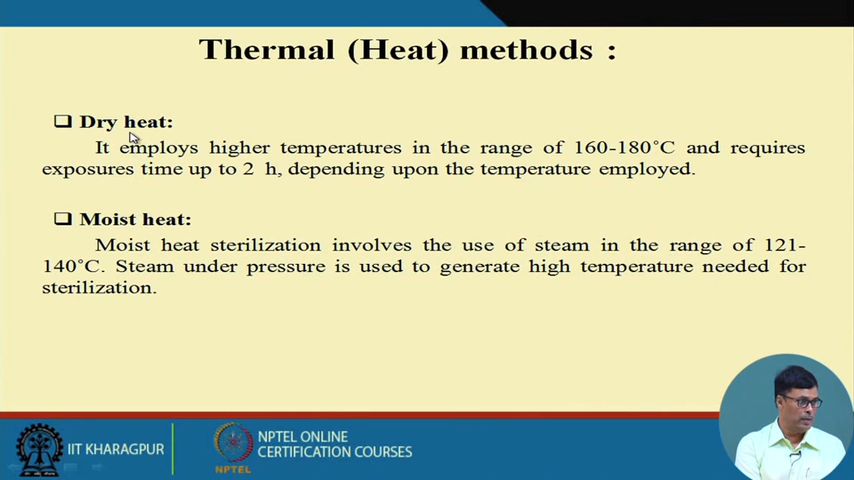 Thermal (Heat) methods :
❑ Dry heat:
It employs higher temperatures in the range of 160-180˚C and requires
exposures time up to 2 h, depending upon the temperature employed.
❑ Moist heat:
Moist heat sterilization involves the use of steam in the range of 121-
140˚C. Steam under pressure is used to generate high temperature needed for
sterilization.
IIT KHARAGPUR
NPTEL
NPTEL ONLINE
CERTIFICATION COURSES